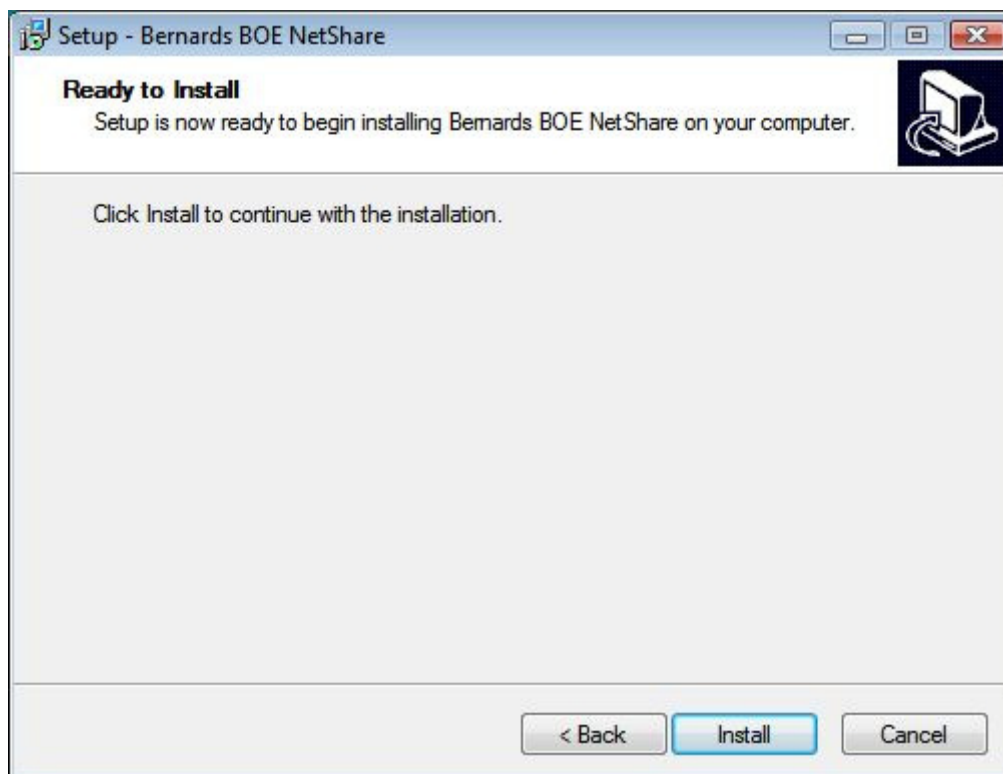 Setup - Bernards BOE NetShare
Ready to Install
Setup is now ready to begin installing Bernards BOE NetShare on your computer.
Click Install to continue with the installation.
< Back
Install
Cancel